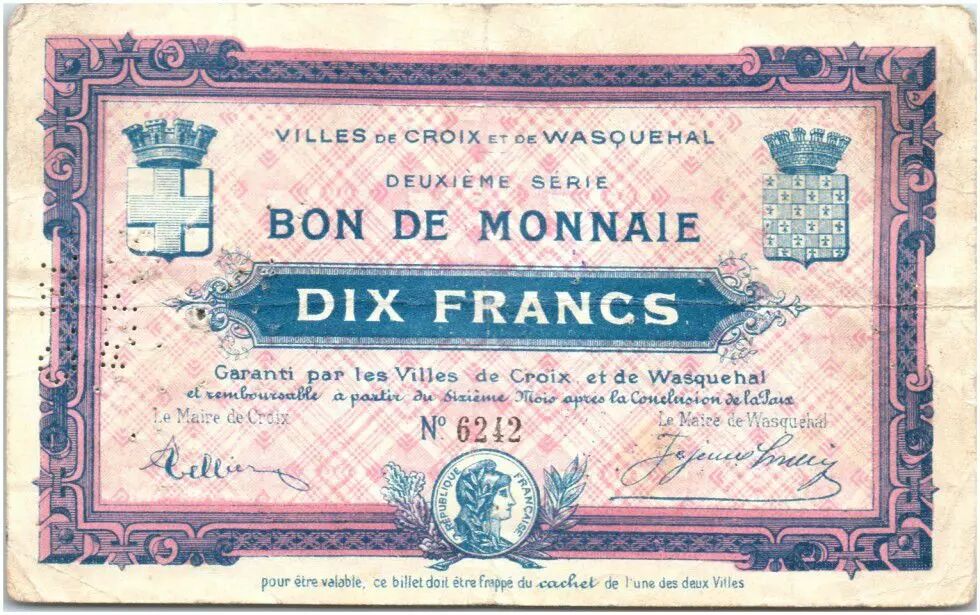 VILLES DE CROIX ET DE WASQUEHAL
DEUXIÈME SÉRIE
BON DE MONNAIE
DIX FRANCS
Garanti par les Villes de Croix et de Wasquehal
et remboursable a partir du Sixième Mois après la Conclusion de la Paix
Le Maire de Croix
Le Maire de Wasquehal
Nº 6242
RÉPUBLIQUE FRANÇAISE
pour être valable, ce billet doit être frappé du cachet de l'une des deux Villes